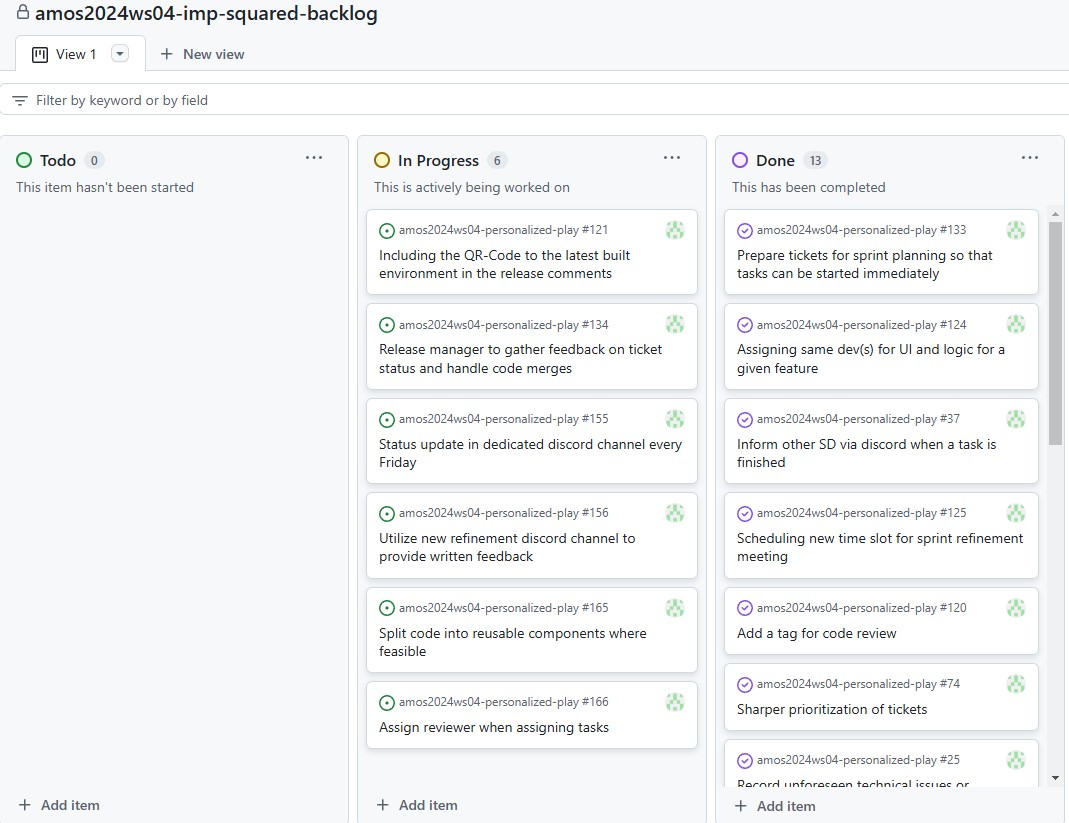 amos2024ws04-imp-squared-backlog
View 1
New view
Filter by keyword or by field
Todo 0
This item hasn't been started
Add item
In Progress 6
This is actively being worked on
amos2024ws04-personalized-play #121
Including the QR-Code to the latest built
environment in the release comments
amos2024ws04-personalized-play #134
Release manager to gather feedback on ticket
status and handle code merges
amos2024ws04-personalized-play #155
Status update in dedicated discord channel every
Friday
amos2024ws04-personalized-play #156
Utilize new refinement discord channel to
provide written feedback
amos2024ws04-personalized-play #165
Split code into reusable components where
feasible
amos2024ws04-personalized-play #166
Assign reviewer when assigning tasks
Add item
Done 13
This has been completed
amos2024ws04-personalized-play #133
Prepare tickets for sprint planning so that
tasks can be started immediately
amos2024ws04-personalized-play #124
Assigning same dev(s) for UI and logic for a
given feature
amos2024ws04-personalized-play #37
Inform other SD via discord when a task is
finished
amos2024ws04-personalized-play #125
Scheduling new time slot for sprint refinement
meeting
amos2024ws04-personalized-play #120
Add a tag for code review
amos2024ws04-personalized-play #74
Sharper prioritization of tickets
amos2024ws04-personalized-play #25
Record unforeseen technical issues or
Add item